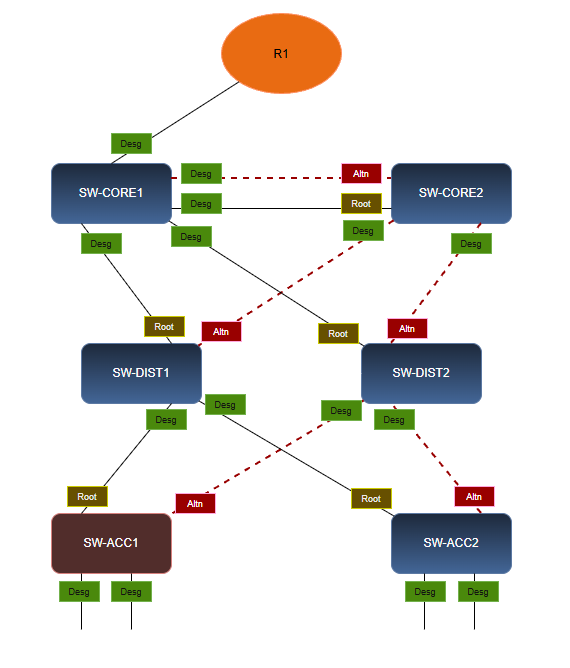 R1
Desg
Desg
Altn
SW-CORE1
SW-CORE2
Desg
Root
Desg
Desg
Desg
Desg
Root
Altn
Root
Altn
SW-DIST1
SW-DIST2
Desg
Desg
Desg
Desg
Root
Altn
Root
Altn
SW-ACC1
SW-ACC2
Desg
Desg
Desg
Desg